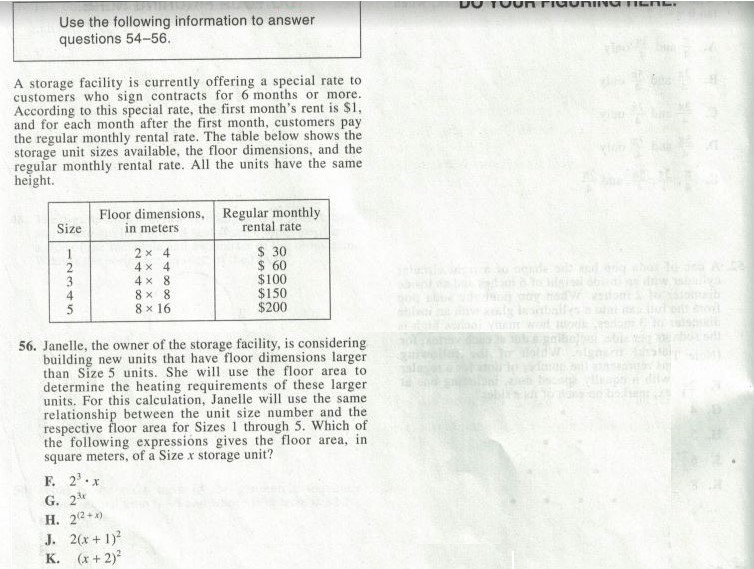 DO YOUR FIGURING HERE.
Use the following information to answer
questions 54–56.
A storage facility is currently offering a special rate to
customers who sign contracts for 6 months or more.
According to this special rate, the first month's rent is $1,
and for each month after the first month, customers pay
the regular monthly rental rate. The table below shows the
storage unit sizes available, the floor dimensions, and the
regular monthly rental rate. All the units have the same
height.
Size | Floor dimensions, in meters | Regular monthly rental rate
1 | 2 × 4 | $ 30
2 | 4 × 4 | $ 60
3 | 4 × 8 | $100
4 | 8 × 8 | $150
5 | 8 × 16 | $200
56. Janelle, the owner of the storage facility, is considering
building new units that have floor dimensions larger
than Size 5 units. She will use the floor area to
determine the heating requirements of these larger
units. For this calculation, Janelle will use the same
relationship between the unit size number and the
respective floor area for Sizes 1 through 5. Which of
the following expressions gives the floor area, in
square meters, of a Size x storage unit?
F. 2³ · x
G. 2³ˣ
H. 2⁽²⁺ˣ⁾
J. 2(x + 1)²
K. (x + 2)²